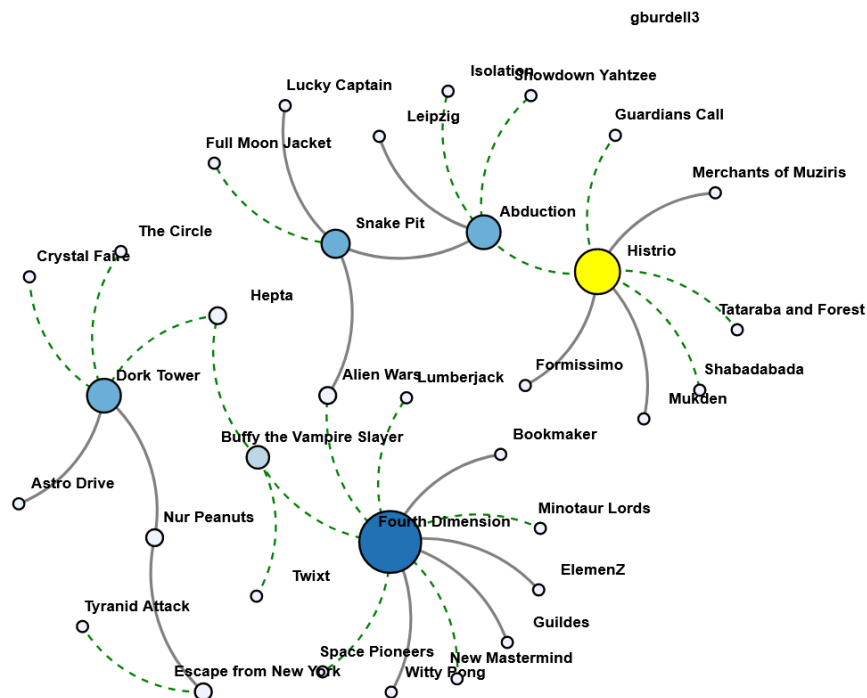 gburdell3
Isolation
Showdown Yahtzee
Lucky Captain
Leipzig
Guardians Call
Full Moon Jacket
Merchants of Muziris
Abduction
Snake Pit
The Circle
Histrio
Crystal Faire
Hepta
Tataraba and Forest
Formissimo
Shabadabada
Dork Tower
Alien Wars
Lumberjack
Mukden
Buffy the Vampire Slayer
Bookmaker
Astro Drive
Minotaur Lords
Nur Peanuts
Fourth Dimension
ElemenZ
Twixt
Tyranid Attack
Guildes
Space Pioneers
New Mastermind
Escape from New York
Witty Pong